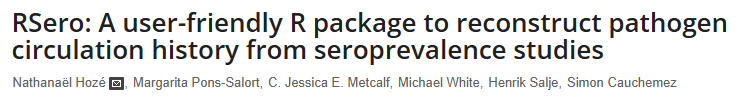 RSero: A user-friendly R package to reconstruct pathogen
circulation history from seroprevalence studies
Nathanaël Hozé, Margarita Pons-Salort, C. Jessica E. Metcalf, Michael White, Henrik Salje, Simon Cauchemez